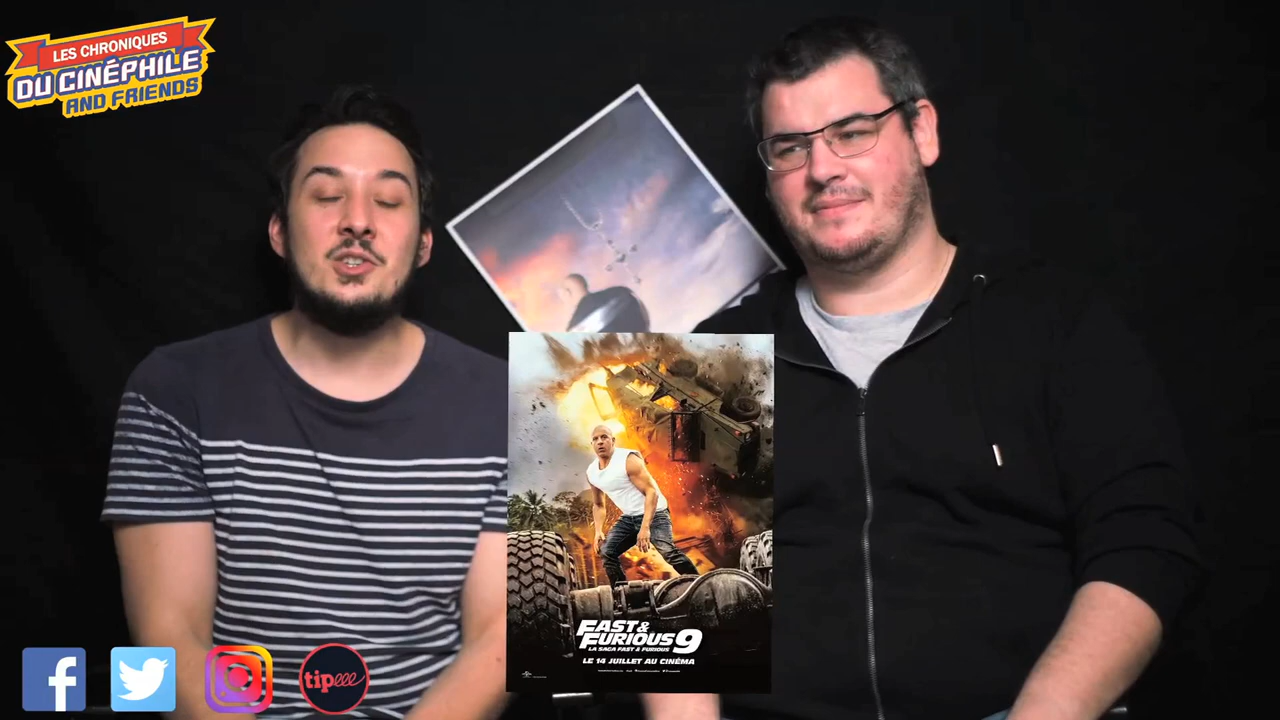 LES CHRONIQUES
DU CINÉPHILE
AND FRIENDS
FAST &
FURIOUS 9
LA SAGA FAST & FURIOUS
LE 14 JUILLET AU CINÉMA
f
tipeee